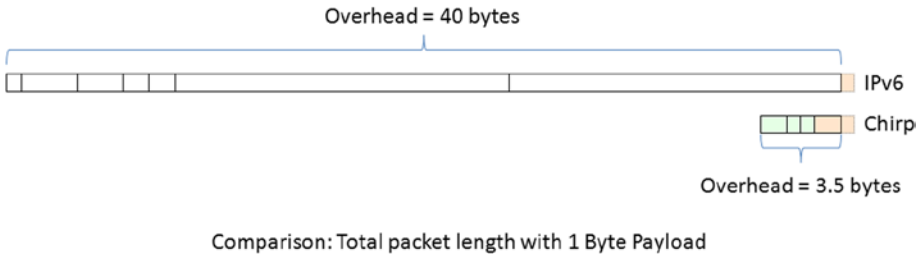 Overhead = 40 bytes
IPv6
Chirp
Overhead = 3.5 bytes
Comparison: Total packet length with 1 Byte Payload